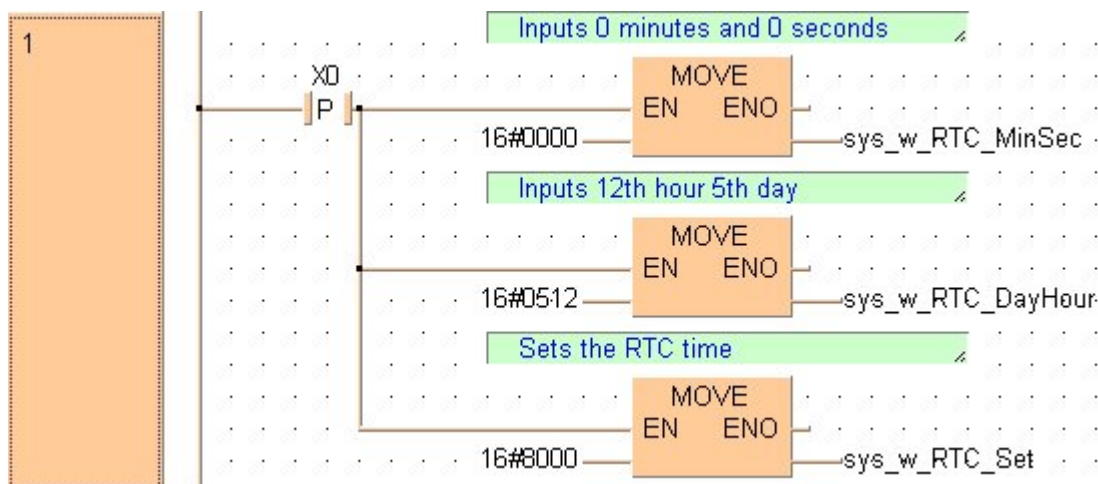 1
Inputs 0 minutes and 0 seconds
X0
P
MOVE
EN ENO
16#0000
sys_w_RTC_MinSec
Inputs 12th hour 5th day
MOVE
EN ENO
16#0512
sys_w_RTC_DayHour
Sets the RTC time
MOVE
EN ENO
16#8000
sys_w_RTC_Set